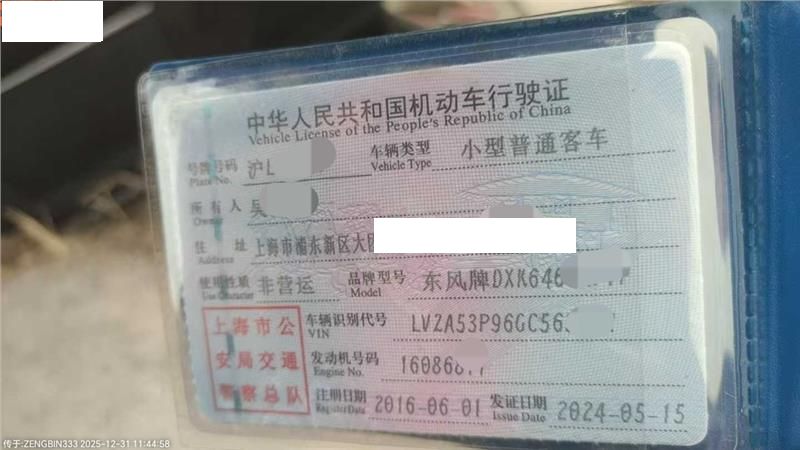 中华人民共和国机动车行驶证
Vehicle License of the People's Republic of China
号牌号码 沪L 车辆类型 小型普通客车
Plate No. Vehicle Type
所有人 吴
Owner
住址 上海市浦东新区大
Address
使用性质 非营运 品牌型号 东风牌DXK646
Use Character Model
上海市公
安局交通
警察总队
车辆识别代号 LVZA53P96GC56
VIN
发动机号码 16086
Engine No.
注册日期 2016-06-01 发证日期 2024-05-15
Register Date Issue Date
传于:ZENGBIN333 2025-12-31 11:44:58